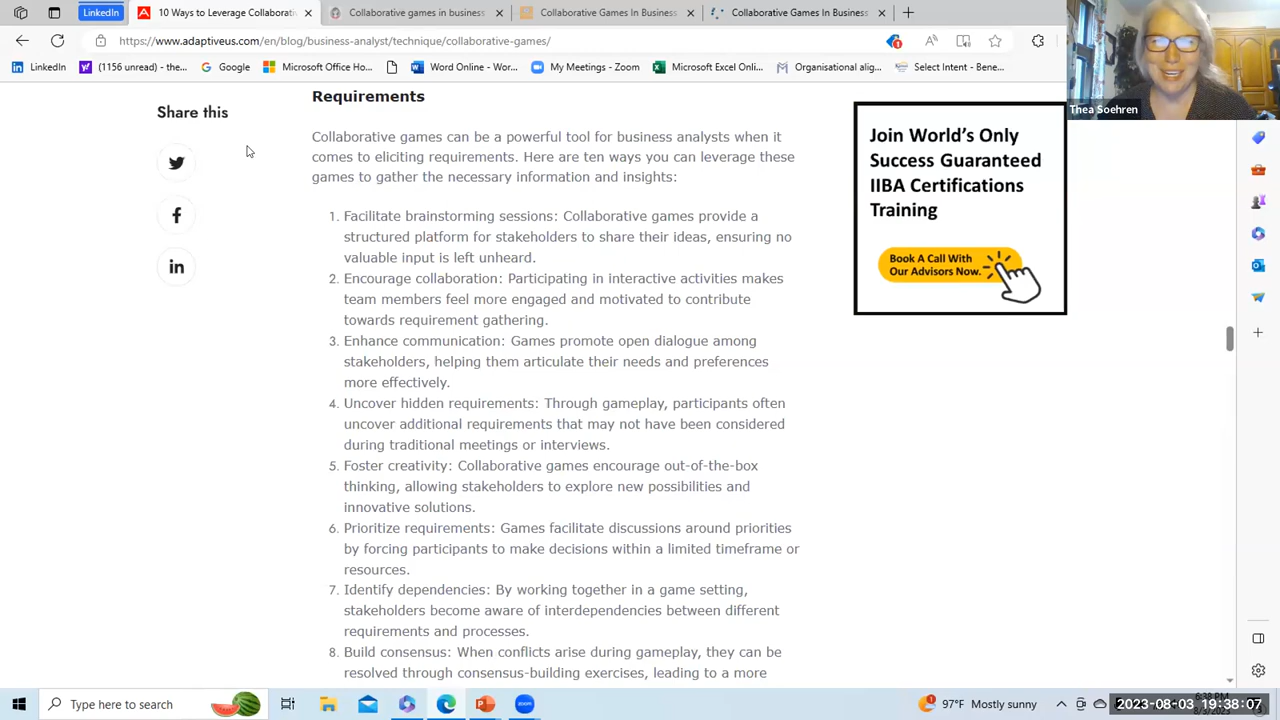 LinkedIn
10 Ways to Leverage Collaborati
Collaborative games in business
Collaborative Games In Business
Collaborative Games In Business
https://www.adaptiveus.com/en/blog/business-analyst/technique/collaborative-games/
LinkedIn
(1156 unread) - the...
Google
Microsoft Office Ho...
Word Online - Wor...
My Meetings - Zoom
Microsoft Excel Onli...
Organisational alig...
Select Intent - Bene...
Thea Soehren
Requirements
Share this
Collaborative games can be a powerful tool for business analysts when it
comes to eliciting requirements. Here are ten ways you can leverage these
games to gather the necessary information and insights:
1. Facilitate brainstorming sessions: Collaborative games provide a
structured platform for stakeholders to share their ideas, ensuring no
valuable input is left unheard.
2. Encourage collaboration: Participating in interactive activities makes
team members feel more engaged and motivated to contribute
towards requirement gathering.
3. Enhance communication: Games promote open dialogue among
stakeholders, helping them articulate their needs and preferences
more effectively.
4. Uncover hidden requirements: Through gameplay, participants often
uncover additional requirements that may not have been considered
during traditional meetings or interviews.
5. Foster creativity: Collaborative games encourage out-of-the-box
thinking, allowing stakeholders to explore new possibilities and
innovative solutions.
6. Prioritize requirements: Games facilitate discussions around priorities
by forcing participants to make decisions within a limited timeframe or
resources.
7. Identify dependencies: By working together in a game setting,
stakeholders become aware of interdependencies between different
requirements and processes.
8. Build consensus: When conflicts arise during gameplay, they can be
resolved through consensus-building exercises, leading to a more
Join World's Only
Success Guaranteed
IIBA Certifications
Training
Book A Call With
Our Advisors Now.
Type here to search
97°F Mostly sunny
6:38 PM
2023-08-03 19:38:07